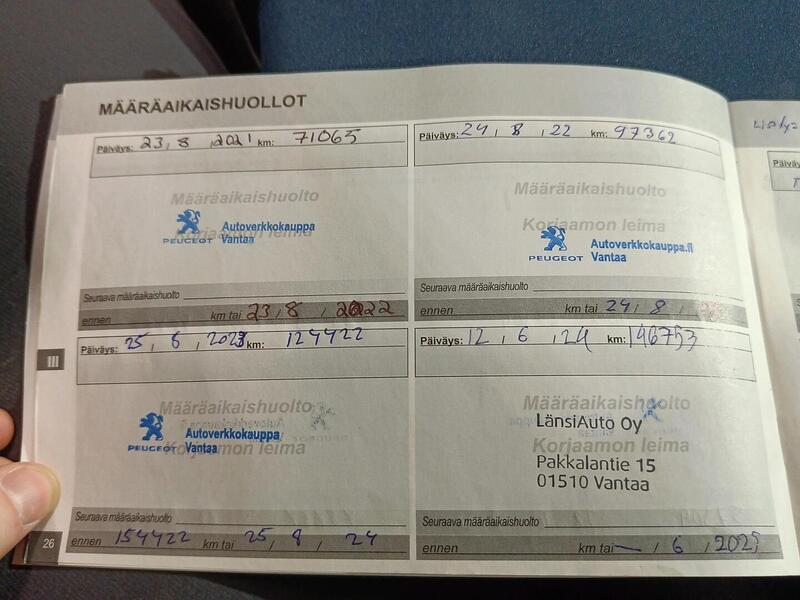 MÄÄRÄAIKAISHUOLLOT
Päiväys: 23, 8, 2021 km: 71065
Määräaikaishuolto
Korjaamon leima
PEUGEOT
Autoverkkokauppa
Vantaa
Seuraava määräaikaishuolto
ennen km tai 23, 8, 2022
Päiväys: 24, 8, 22 km: 97362
Määräaikaishuolto
Korjaamon leima
PEUGEOT
Autoverkkokauppa.fi
Vantaa
Seuraava määräaikaishuolto
ennen km tai 24, 8,
III
Päiväys: 25, 6, 2023 km: 124422
Määräaikaishuolto
Korjaamon leima
PEUGEOT
Autoverkkokauppa
Vantaa
Seuraava määräaikaishuolto
ennen 154422 km tai 25, 8, 24
Päiväys: 12, 6, 24 km: 146753
Määräaikaishuolto
Korjaamon leima
LänsiAuto Oy
Pakkalantie 15
01510 Vantaa
Seuraava määräaikaishuolto
ennen km tai —, 6, 2025
26